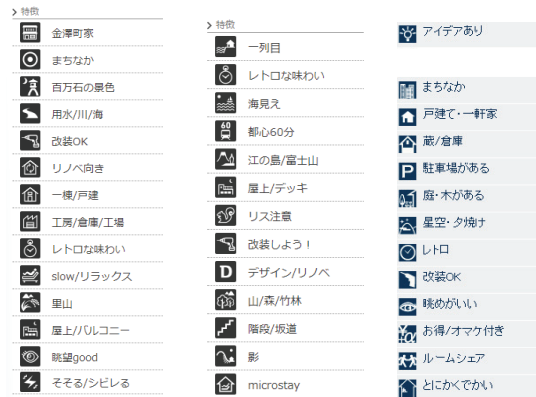 特徴
金澤町家
まちなか
百万石の景色
用水/川/海
改装OK
リノベ向き
一棟/戸建
工房/倉庫/工場
レトロな味わい
slow/リラックス
里山
屋上/バルコニー
眺望good
そそる/シビレる
特徴
一列目
レトロな味わい
海見え
60
都心60分
江の島/富士山
屋上/デッキ
リス注意
改装しよう！
D
デザイン/リノベ
山/森/竹林
階段/坂道
影
microstay
アイデアあり
まちなか
戸建て・一軒家
蔵/倉庫
P
駐車場がある
庭・木がある
星空・夕焼け
レトロ
改装OK
眺めがいい
お得/オマケ付き
ルームシェア
とにかくでかい